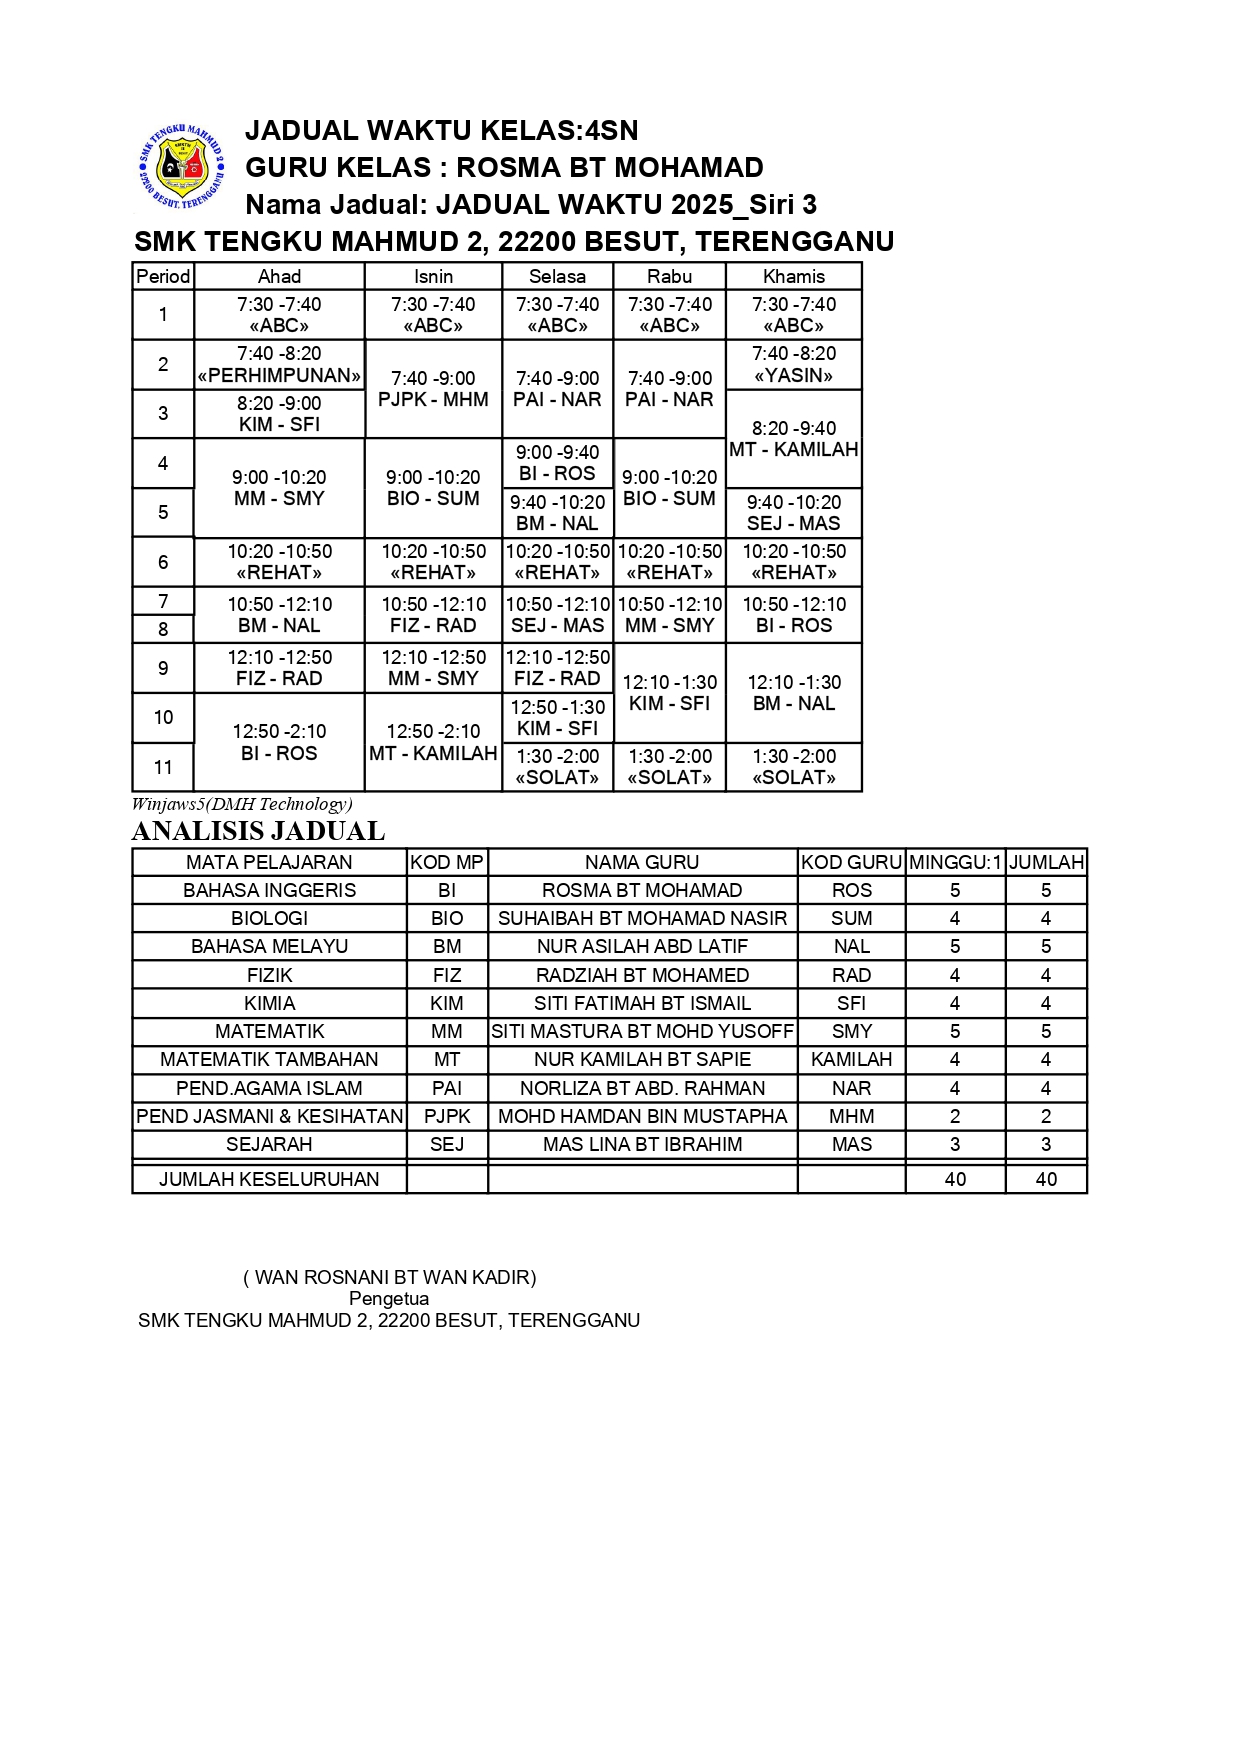 SMK TENGKU MAHMUD 2
22200 BESUT, TERENGGANU
JADUAL WAKTU KELAS:4SN
GURU KELAS : ROSMA BT MOHAMAD
Nama Jadual: JADUAL WAKTU 2025_Siri 3
SMK TENGKU MAHMUD 2, 22200 BESUT, TERENGGANU
Period Ahad Isnin Selasa Rabu Khamis
1 7:30 -7:40 7:30 -7:40 7:30 -7:40 7:30 -7:40 7:30 -7:40
«ABC» «ABC» «ABC» «ABC» «ABC»
2 7:40 -8:20 7:40 -8:20
«PERHIMPUNAN» «YASIN»
7:40 -9:00 7:40 -9:00 7:40 -9:00
PJPK - MHM PAI - NAR PAI - NAR
3 8:20 -9:00
KIM - SFI
8:20 -9:40
MT - KAMILAH
4 9:00 -9:40
BI - ROS
9:00 -10:20 9:00 -10:20 9:00 -10:20
MM - SMY BIO - SUM BIO - SUM
5 9:40 -10:20 9:40 -10:20
BM - NAL SEJ - MAS
6 10:20 -10:50 10:20 -10:50 10:20 -10:50 10:20 -10:50 10:20 -10:50
«REHAT» «REHAT» «REHAT» «REHAT» «REHAT»
7 10:50 -12:10 10:50 -12:10 10:50 -12:10 10:50 -12:10 10:50 -12:10
8 BM - NAL FIZ - RAD SEJ - MAS MM - SMY BI - ROS
9 12:10 -12:50 12:10 -12:50 12:10 -12:50
FIZ - RAD MM - SMY FIZ - RAD
12:10 -1:30 12:10 -1:30
KIM - SFI BM - NAL
10 12:50 -1:30
KIM - SFI
12:50 -2:10 12:50 -2:10
BI - ROS MT - KAMILAH
11 1:30 -2:00 1:30 -2:00 1:30 -2:00
«SOLAT» «SOLAT» «SOLAT»
Winjaws5(DMH Technology)
ANALISIS JADUAL
MATA PELAJARAN KOD MP NAMA GURU KOD GURU MINGGU:1 JUMLAH
BAHASA INGGERIS BI ROSMA BT MOHAMAD ROS 5 5
BIOLOGI BIO SUHAIBAH BT MOHAMAD NASIR SUM 4 4
BAHASA MELAYU BM NUR ASILAH ABD LATIF NAL 5 5
FIZIK FIZ RADZIAH BT MOHAMED RAD 4 4
KIMIA KIM SITI FATIMAH BT ISMAIL SFI 4 4
MATEMATIK MM SITI MASTURA BT MOHD YUSOFF SMY 5 5
MATEMATIK TAMBAHAN MT NUR KAMILAH BT SAPIE KAMILAH 4 4
PEND.AGAMA ISLAM PAI NORLIZA BT ABD. RAHMAN NAR 4 4
PEND JASMANI & KESIHATAN PJPK MOHD HAMDAN BIN MUSTAPHA MHM 2 2
SEJARAH SEJ MAS LINA BT IBRAHIM MAS 3 3
JUMLAH KESELURUHAN 40 40
( WAN ROSNANI BT WAN KADIR)
Pengetua
SMK TENGKU MAHMUD 2, 22200 BESUT, TERENGGANU